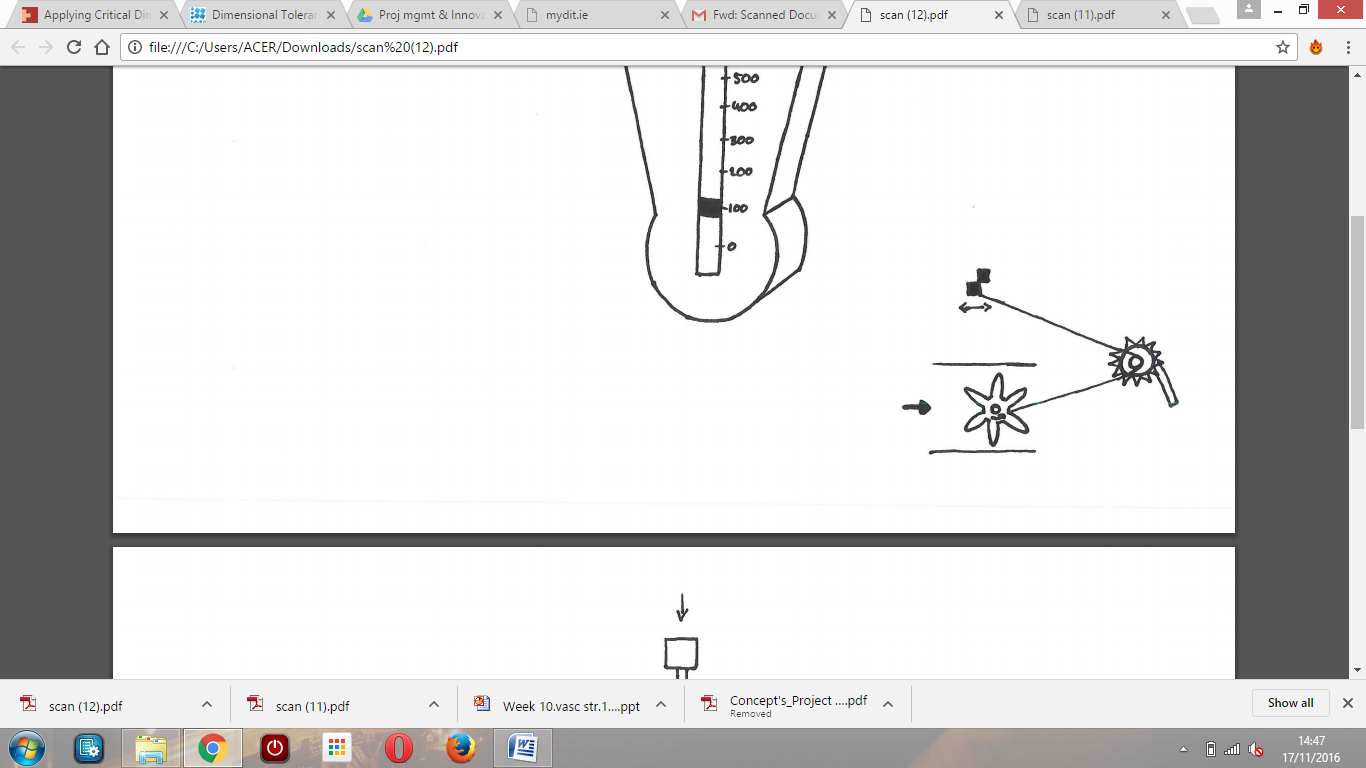 Applying Critical Dim
Dimensional Toleran
Proj mgmt & Innova
mydit.ie
Fwd: Scanned Docu
scan (12).pdf
scan (11).pdf
file:///C:/Users/ACER/Downloads/scan%20(12).pdf
500
400
300
200
100
0
scan (12).pdf
scan (11).pdf
Week 10.vasc str.1....ppt
Concept's_Project ....pdf
Removed
Show all
14:47
17/11/2016